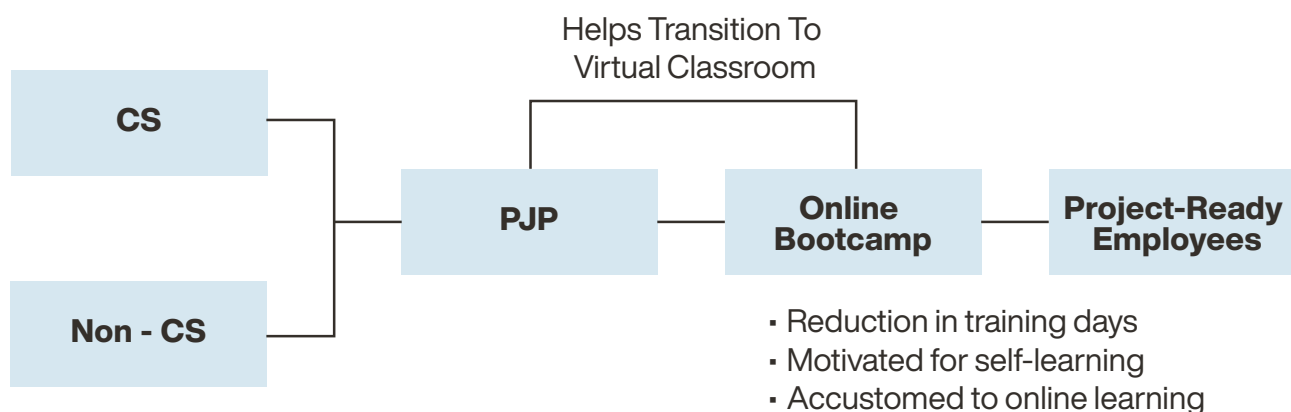 Helps Transition To
Virtual Classroom
CS
PJP
Online
Bootcamp
Project-Ready
Employees
Non - CS
▪ Reduction in training days
▪ Motivated for self-learning
▪ Accustomed to online learning